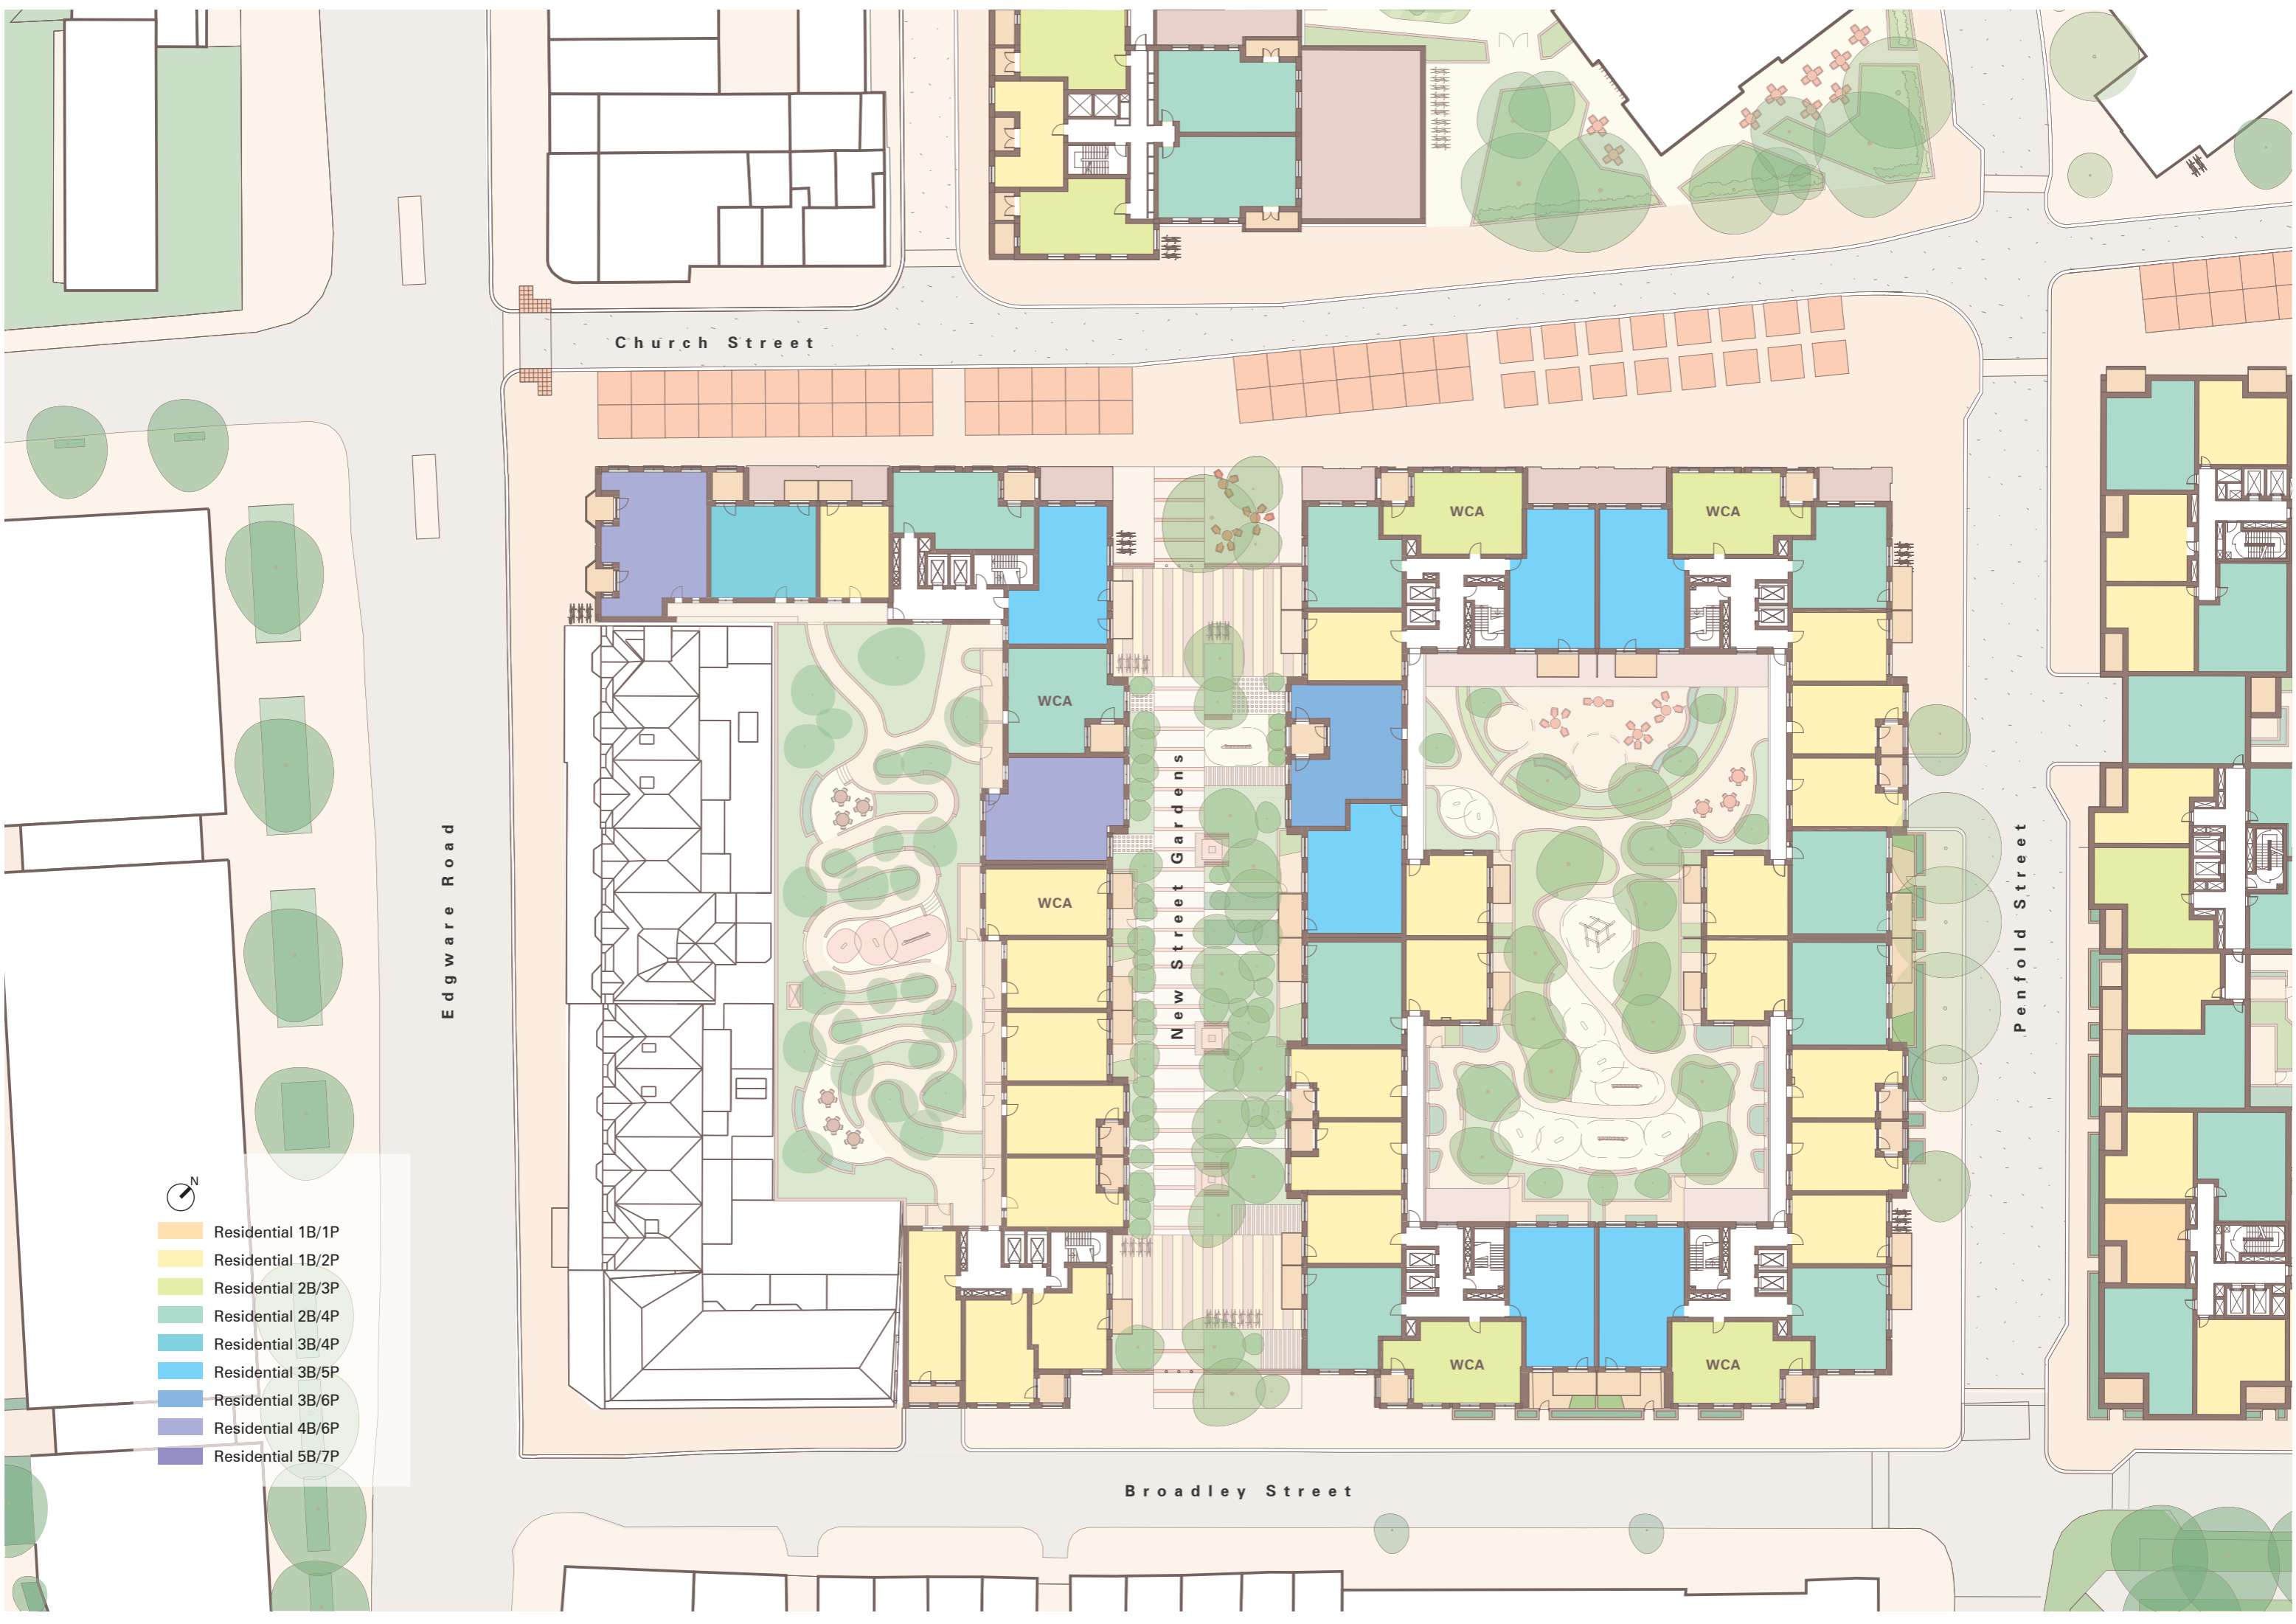 Church Street
WCA
WCA
WCA
WCA
New Street Gardens
Edgware Road
Penfold Street
WCA
N
Residential 1B/1P
Residential 1B/2P
Residential 2B/3P
Residential 2B/4P
Residential 3B/4P
Residential 3B/5P
Residential 3B/6P
Residential 4B/6P
Residential 5B/7P
WCA
WCA
Broadley Street